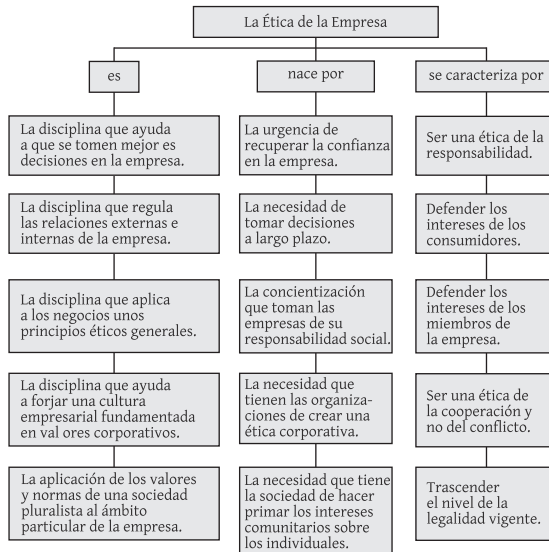 La Ética de la Empresa
es
La disciplina que ayuda
a que se tomen mejor es
decisiones en la empresa.
La disciplina que regula
las relaciones externas e
internas de la empresa.
La disciplina que aplica
a los negocios unos
principios éticos generales.
La disciplina que ayuda
a forjar una cultura
empresarial fundamentada
en val ores corporativos.
La aplicación de los valores
y normas de una sociedad
pluralista al ámbito
particular de la empresa.
nace por
La urgencia de
recuperar la confianza
en la empresa.
La necesidad de
tomar decisiones
a largo plazo.
La concientización
que toman las
empresas de su
responsabilidad social.
La necesidad que
tienen las organiza-
ciones de crear una
ética corporativa.
La necesidad que tiene
la sociedad de hacer
primar los intereses
comunitarios sobre
los individuales.
se caracteriza por
Ser una ética de la
responsabilidad.
Defender los
intereses de los
consumidores.
Defender los
intereses de los
miembros de
la empresa.
Ser una ética de
la cooperación y
no del conflicto.
Trascender
el nivel de la
legalidad vigente.